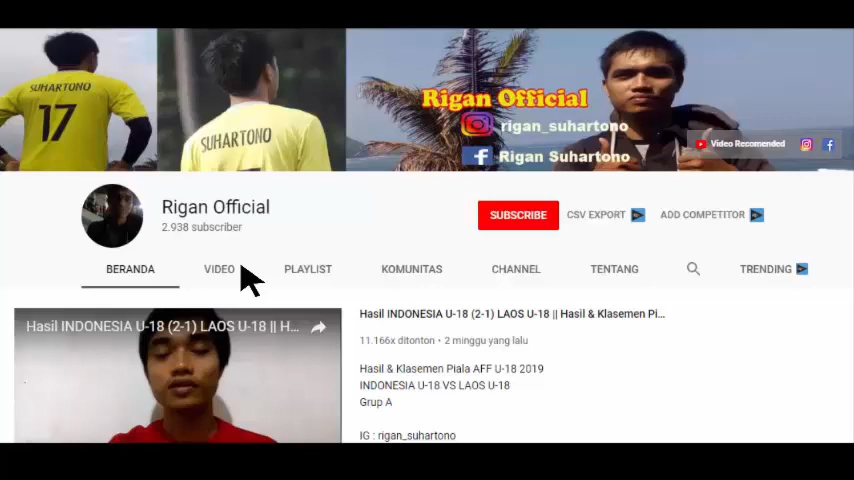 SUHARTONO
17
SUHARTONO
Rigan Official
rigan_suhartono
Rigan Suhartono
Video Recomended
Rigan Official
2.938 subscriber
SUBSCRIBE
CSV EXPORT
ADD COMPETITOR
BERANDA
VIDEO
PLAYLIST
KOMUNITAS
CHANNEL
TENTANG
TRENDING
Hasil INDONESIA U-18 (2-1) LAOS U-18 || H...
Hasil INDONESIA U-18 (2-1) LAOS U-18 || Hasil & Klasemen Pi...
11.166x ditonton • 2 minggu yang lalu
Hasil & Klasemen Piala AFF U-18 2019
INDONESIA U-18 VS LAOS U-18
Grup A
IG : rigan_suhartono